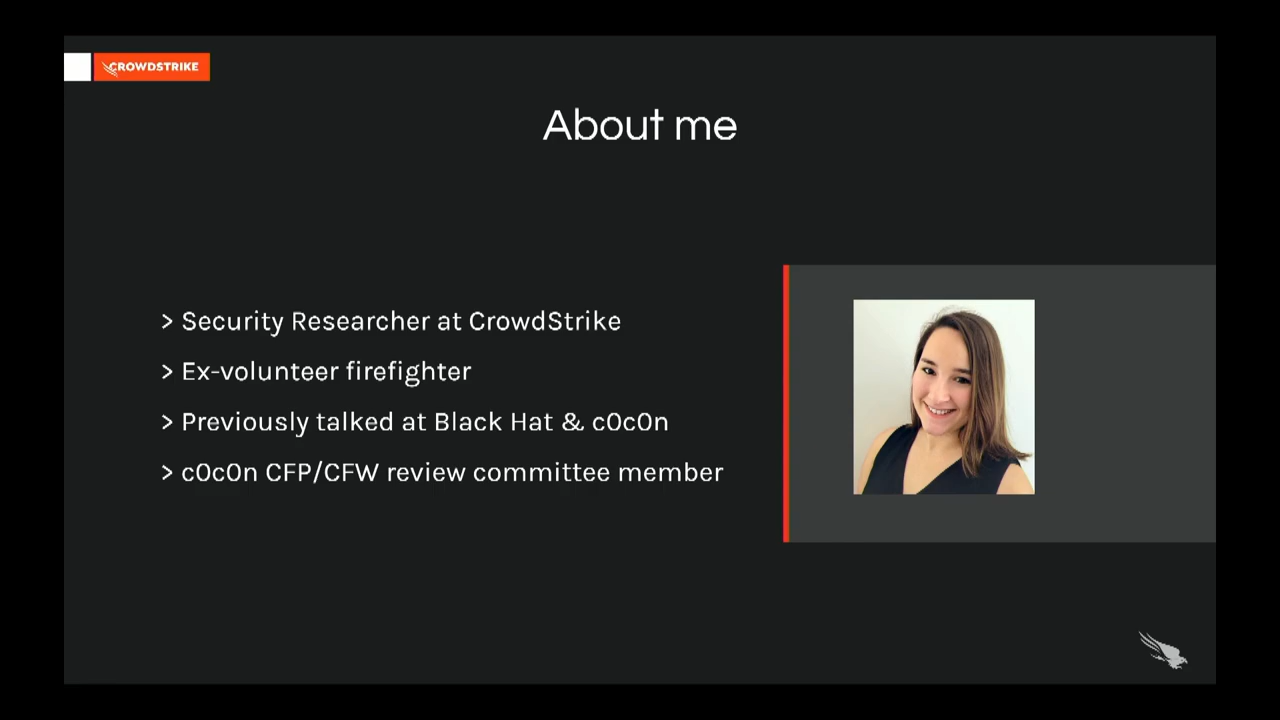 CROWDSTRIKE
About me
> Security Researcher at CrowdStrike
> Ex-volunteer firefighter
> Previously talked at Black Hat & c0c0n
> c0c0n CFP/CFW review committee member